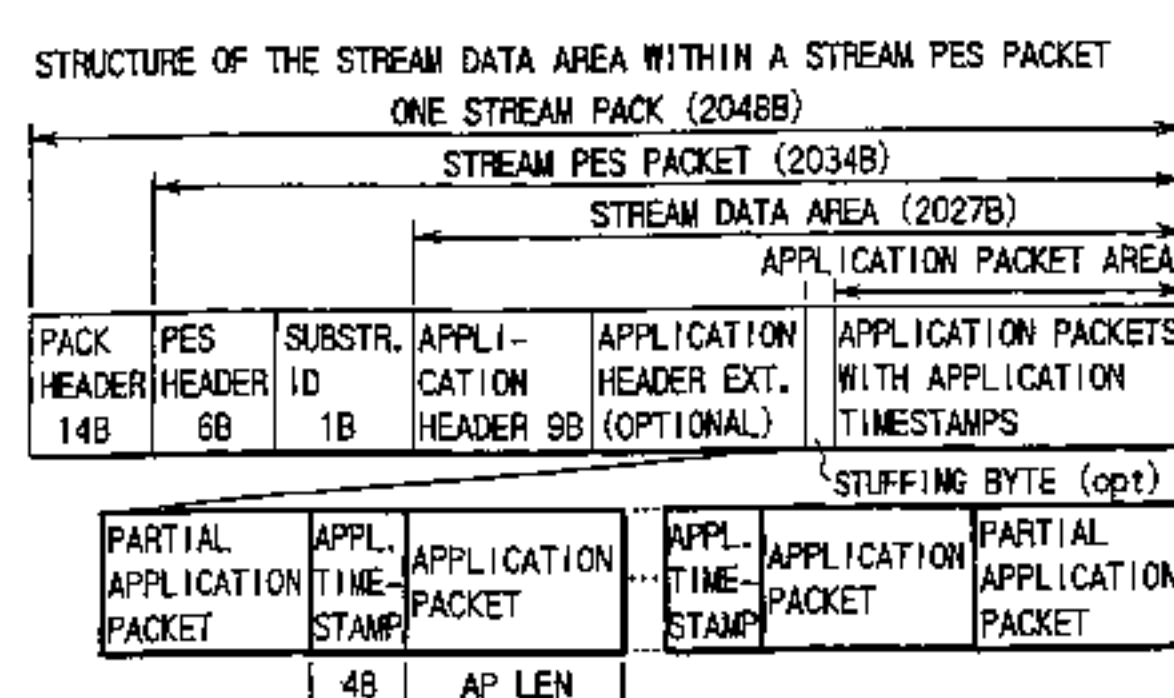 STRUCTURE OF THE STREAM DATA AREA WITHIN A STREAM PES PACKET
ONE STREAM PACK (2048B)
STREAM PES PACKET (2034B)
STREAM DATA AREA (2027B)
APPLICATION PACKET AREA
PACK
HEADER
14B
PES
HEADER
6B
SUBSTR.
ID
1B
APPLI-
CATION
HEADER 9B
APPLICATION
HEADER EXT.
(OPTIONAL)
APPLICATION PACKETS
WITH APPLICATION
TIMESTAMPS
STUFFING BYTE (opt)
PARTIAL
APPLICATION
PACKET
APPL.
TIME-
STAMP
APPLICATION
PACKET
APPL.
TIME-
STAMP
APPLICATION
PACKET
PARTIAL
APPLICATION
PACKET
4B
AP LEN